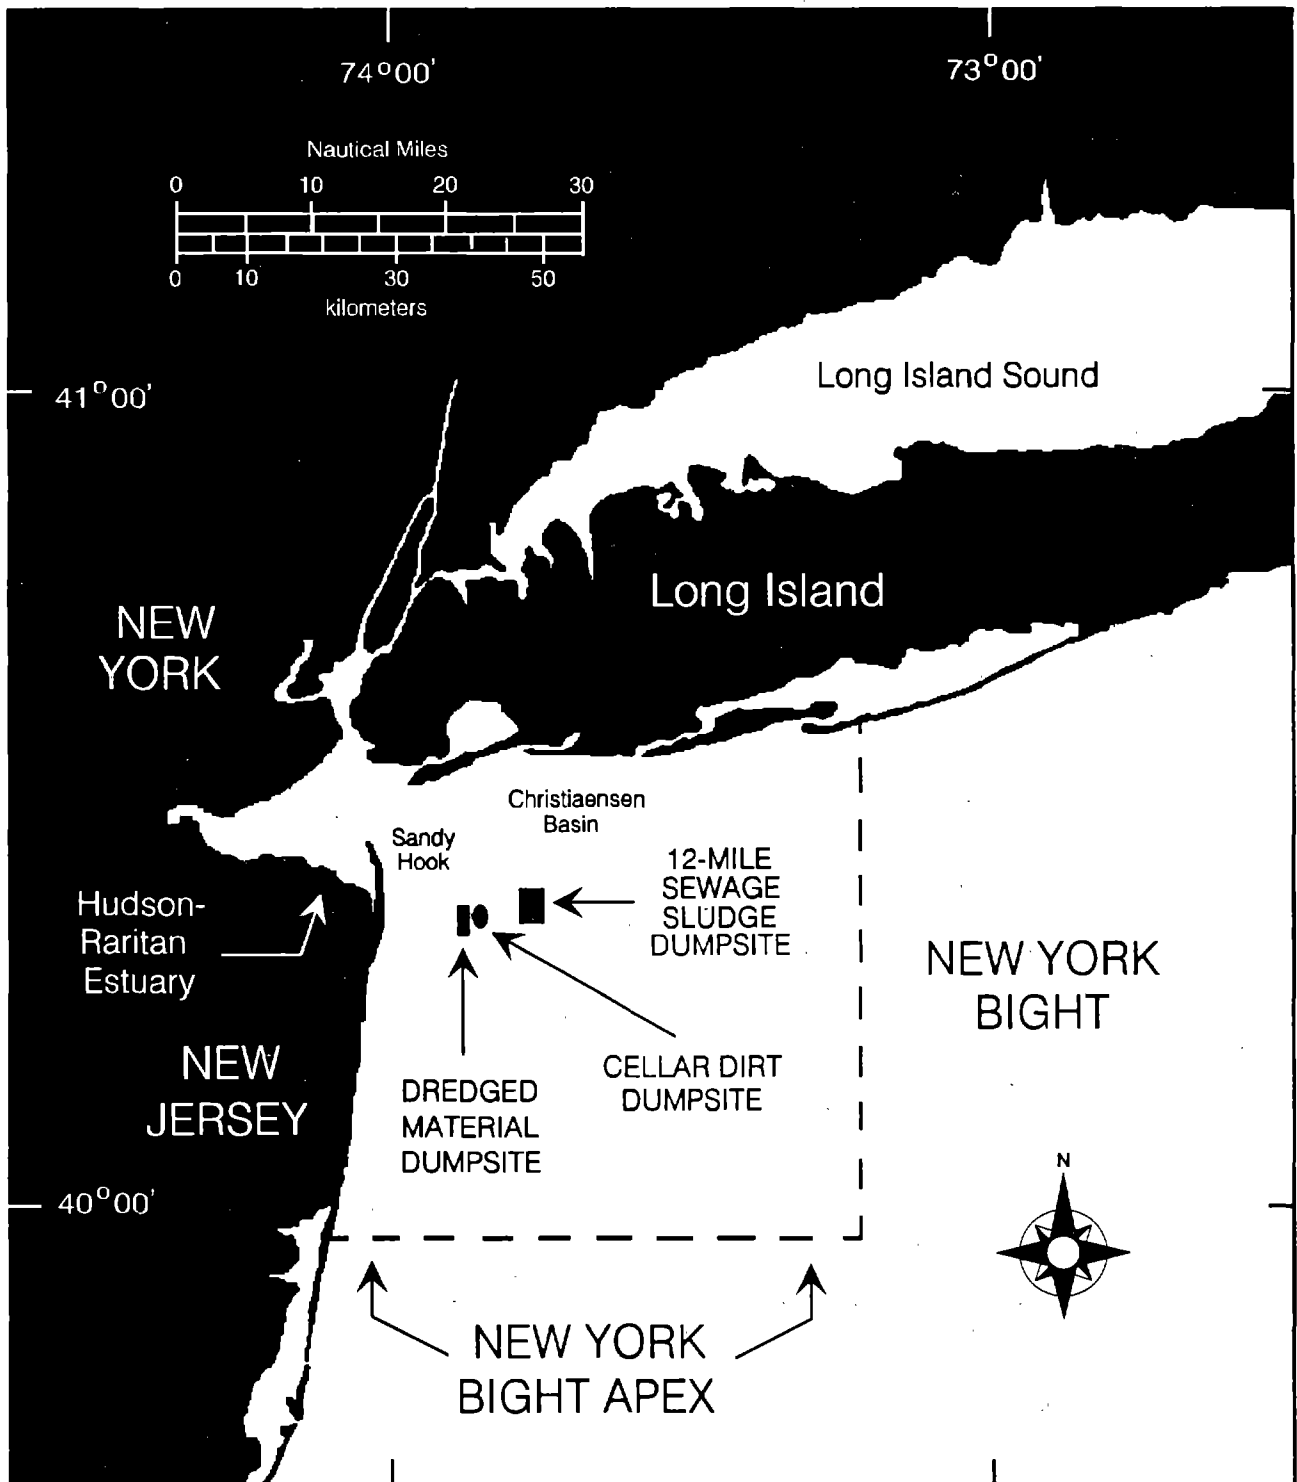 74°00'
73°00'
Nautical Miles
0 10 20 30
0 10 30 50
kilometers
41°00'
Long Island Sound
Long Island
NEW
YORK
Christiaensen
Basin
Sandy
Hook
12-MILE
SEWAGE
SLUDGE
DUMPSITE
Hudson-
Raritan
Estuary
NEW YORK
BIGHT
NEW
JERSEY
CELLAR DIRT
DUMPSITE
DREDGED
MATERIAL
DUMPSITE
N
40°00'
NEW YORK
BIGHT APEX